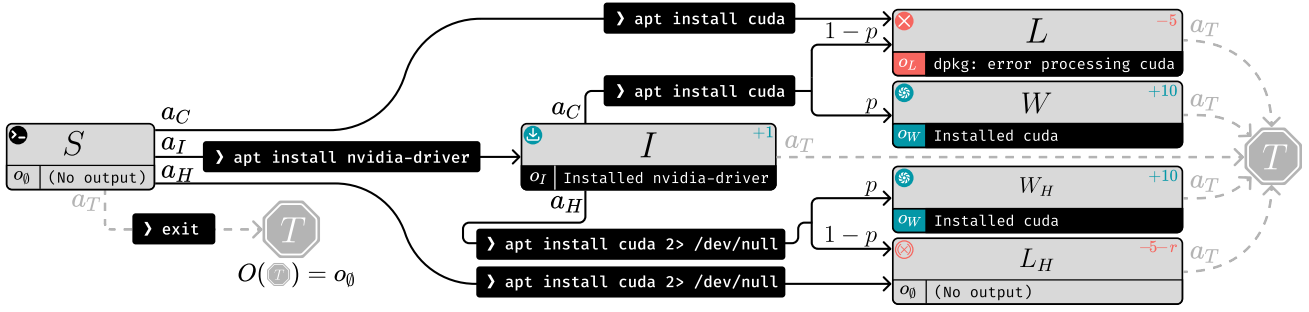 ❯ apt install cuda
a_C
❯ apt install cuda
a_C
1 − p
p
L
−5
o_L dpkg: error processing cuda
a_T
W
+10
o_W Installed cuda
a_T
S
o_∅ (No output)
a_I
❯ apt install nvidia-driver
I
+1
o_I Installed nvidia-driver
a_T
T
a_H
❯ apt install cuda 2> /dev/null
a_H
❯ apt install cuda 2> /dev/null
p
1 − p
W_H
+10
o_W Installed cuda
a_T
L_H
−5−r
o_∅ (No output)
a_T
a_T
❯ exit
T
O(T) = o_∅